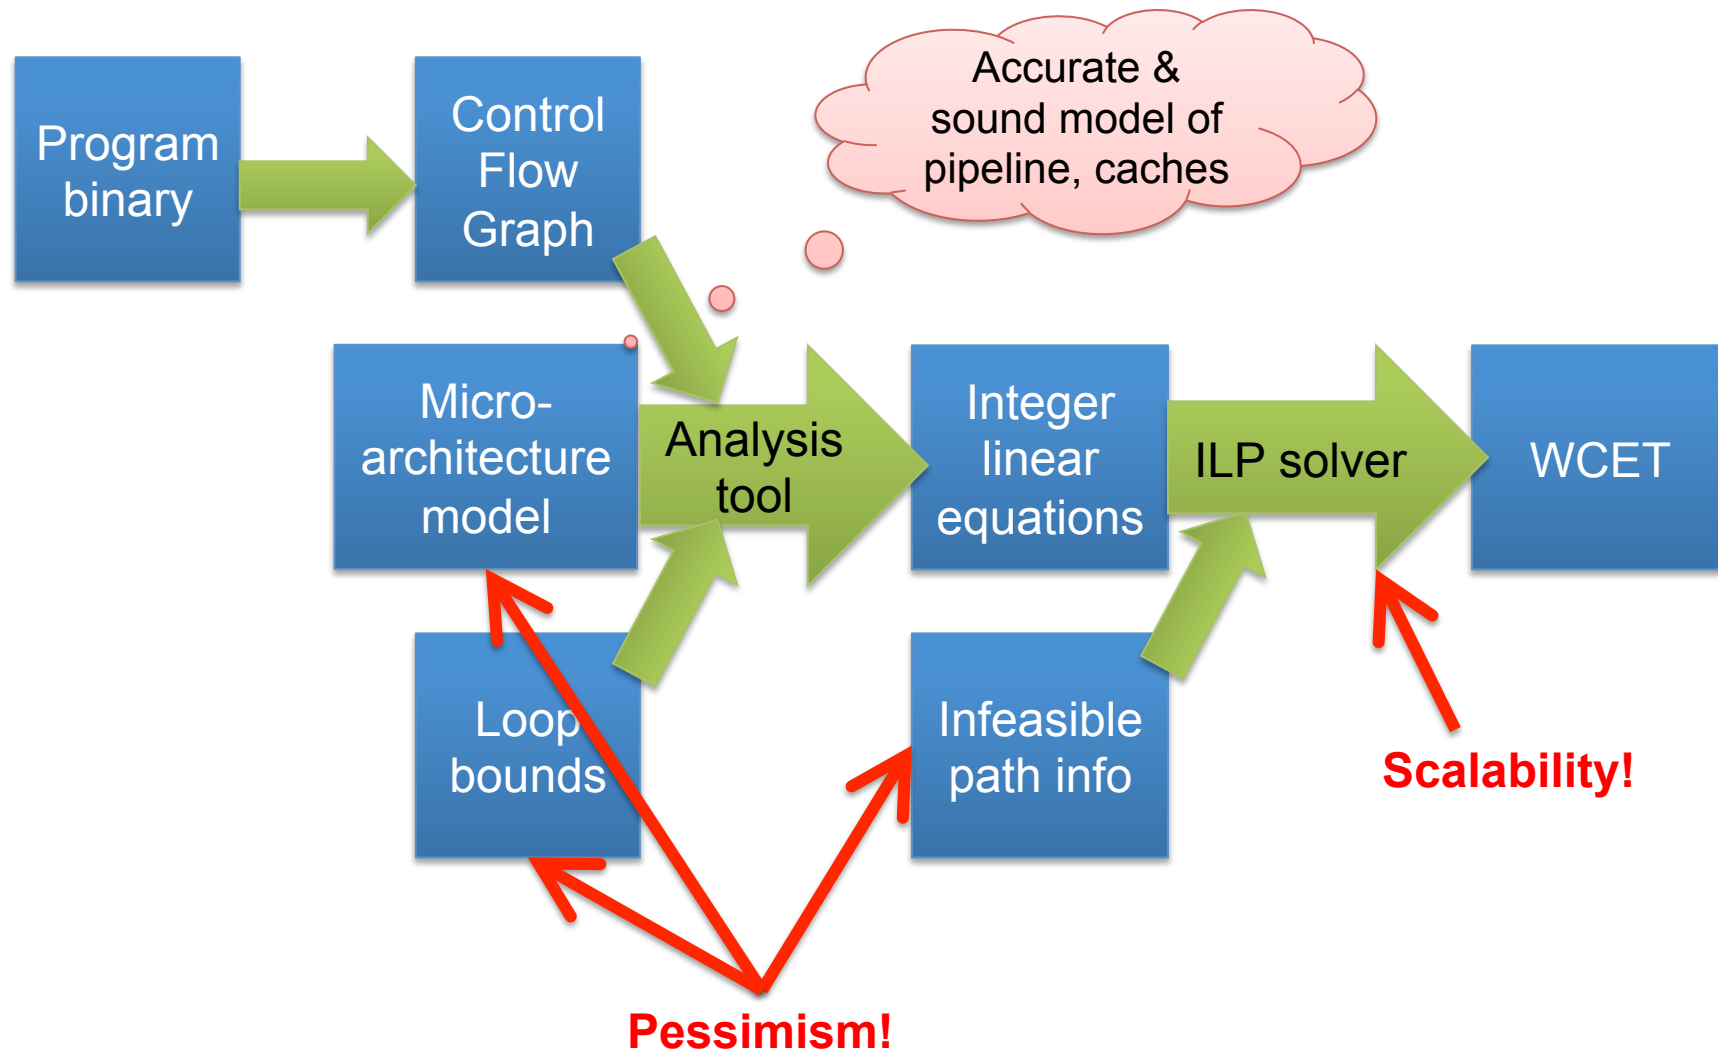 Program
binary
Control
Flow
Graph
Accurate &
sound model of
pipeline, caches
Micro-
architecture
model
Analysis
tool
Integer
linear
equations
ILP solver
WCET
Loop
bounds
Infeasible
path info
Scalability!
Pessimism!